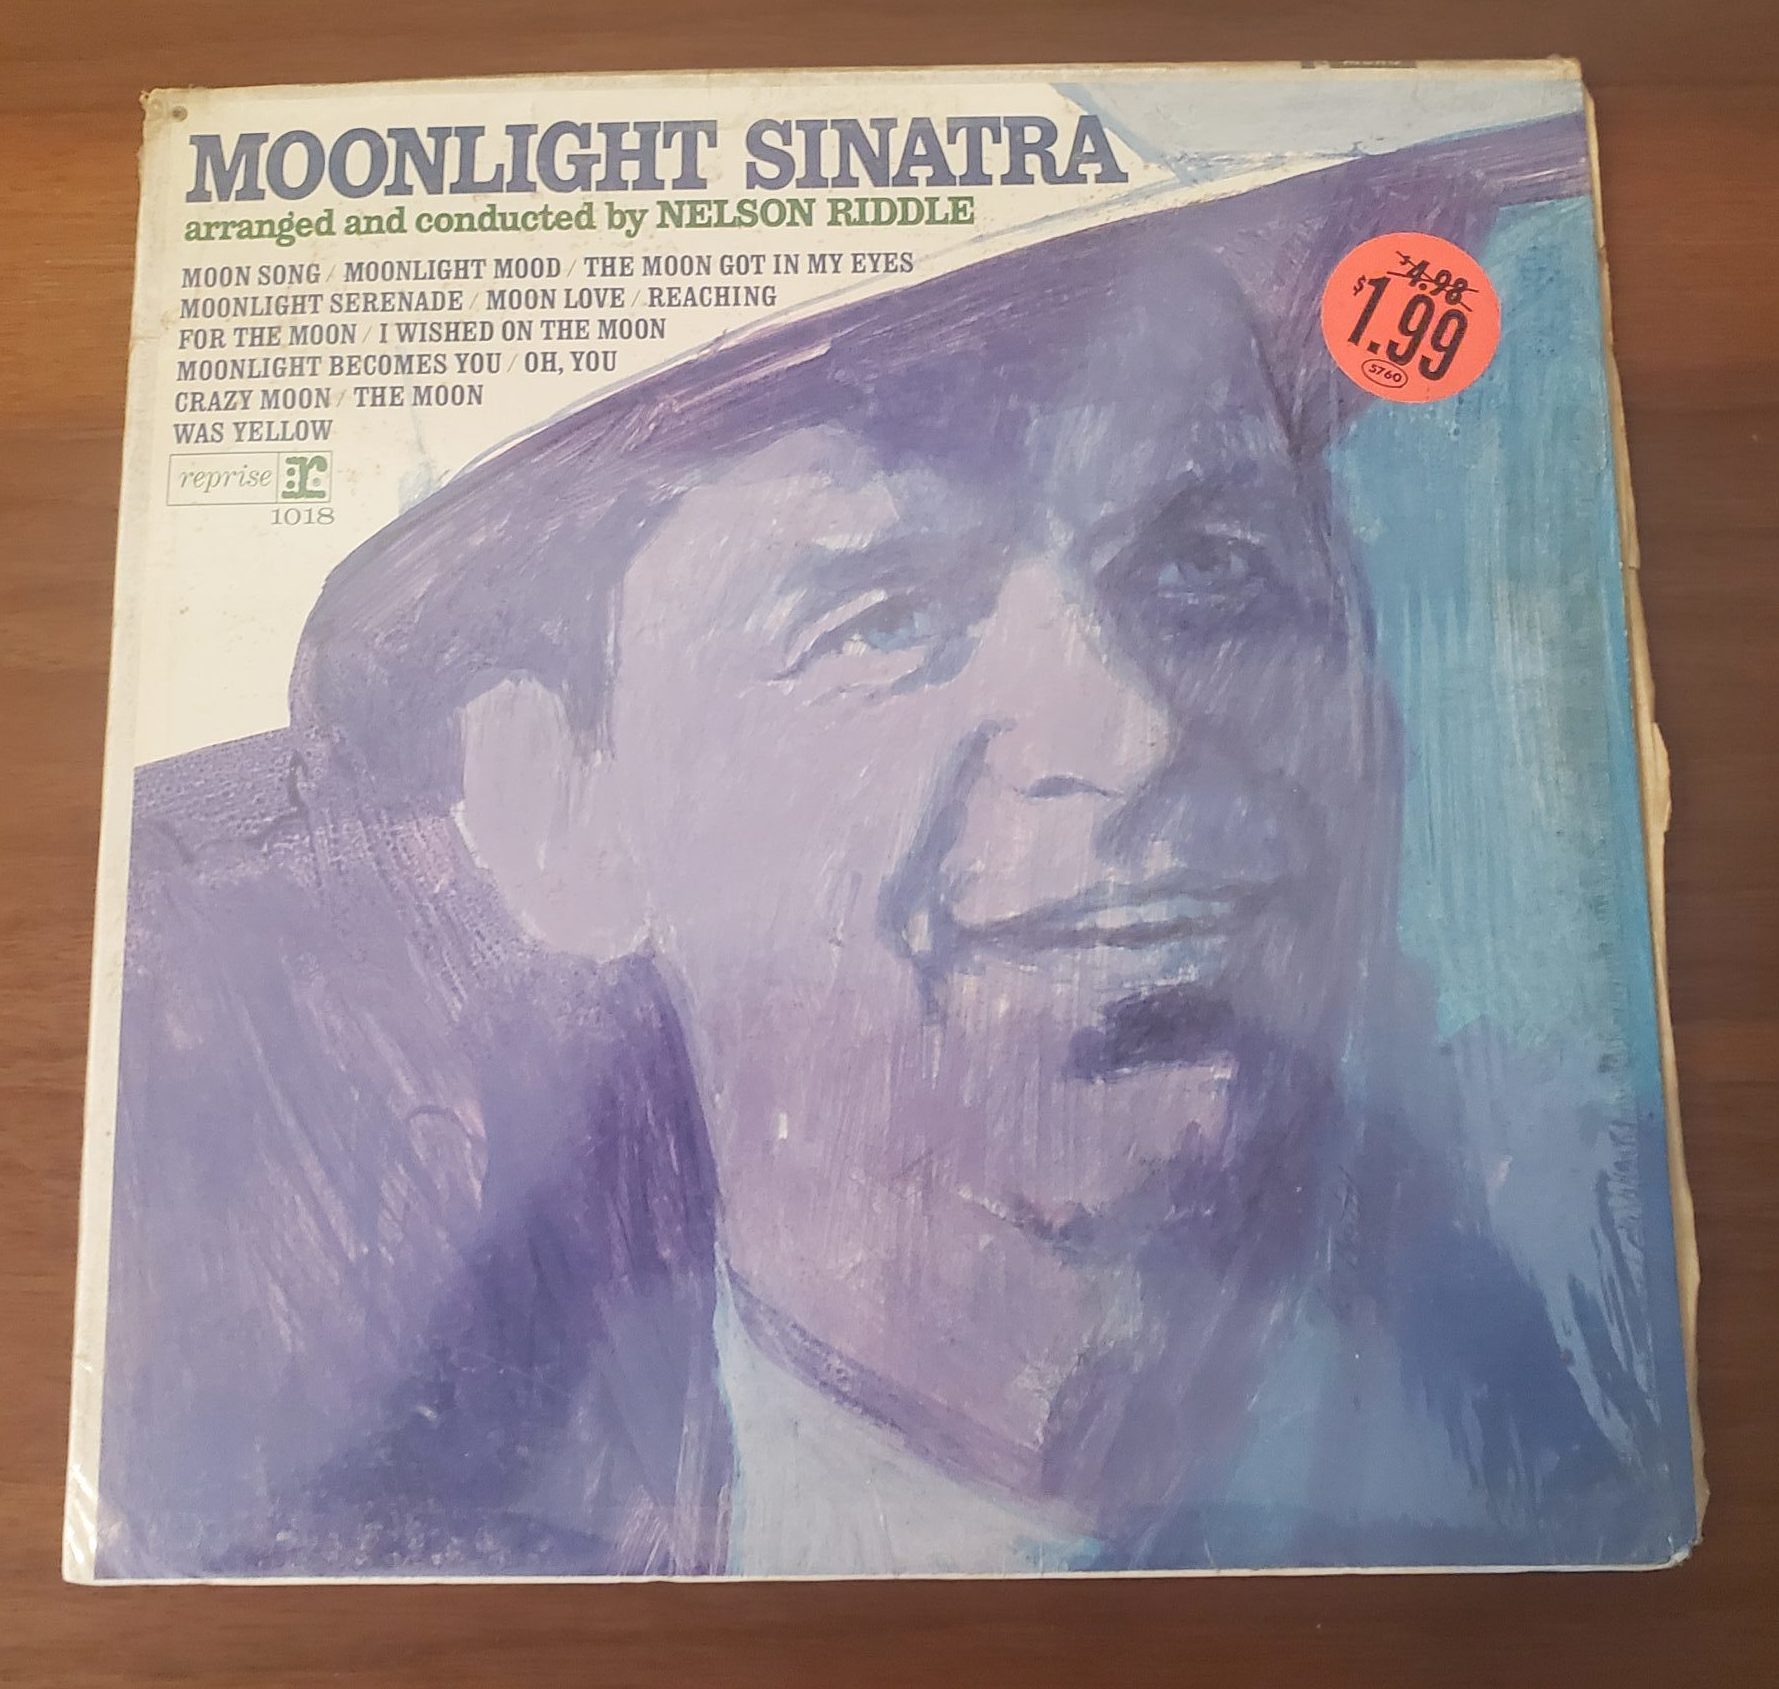 MOONLIGHT SINATRA
arranged and conducted by NELSON RIDDLE
MOON SONG / MOONLIGHT MOOD / THE MOON GOT IN MY EYES
MOONLIGHT SERENADE / MOON LOVE / REACHING
FOR THE MOON / I WISHED ON THE MOON
MOONLIGHT BECOMES YOU / OH, YOU
CRAZY MOON / THE MOON
WAS YELLOW
reprise r:
1018
$4.98
$1.99
5760